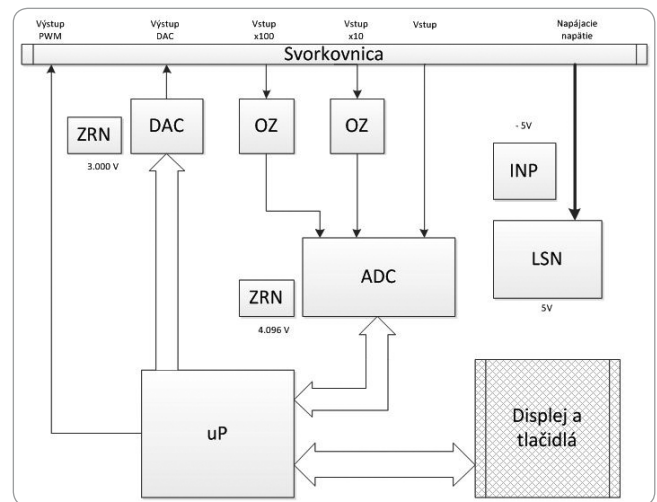 Výstup
PWM
Výstup
DAC
Vstup
x100
Vstup
x10
Vstup
Napájacie
napätie
Svorkovnica
ZRN
3.000 V
DAC
OZ
OZ
- 5V
INP
LSN
5V
ADC
ZRN
4.096 V
uP
Displej a
tlačidlá